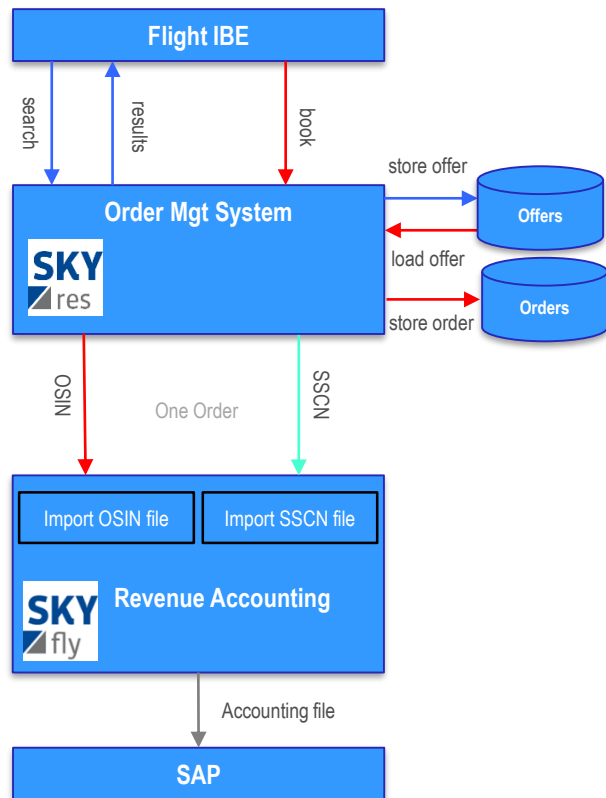 Flight IBE
search
results
book
store offer
Order Mgt System
Offers
SKY
res
load offer
Orders
store order
OSIN
One Order
SSCN
Import OSIN file
Import SSCN file
Revenue Accounting
SKY
fly
Accounting file
SAP